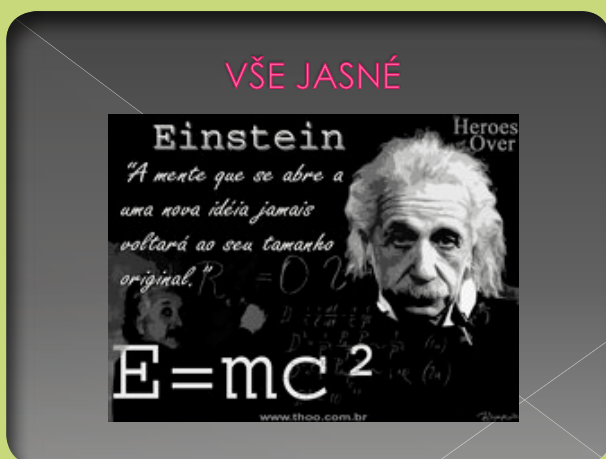 VŠE JASNÉ
Einstein
Heroes
Over
"A mente que se abre a
uma nova idéia jamais
voltará ao seu tamanho
original."
E=mc²
www.thoo.com.br